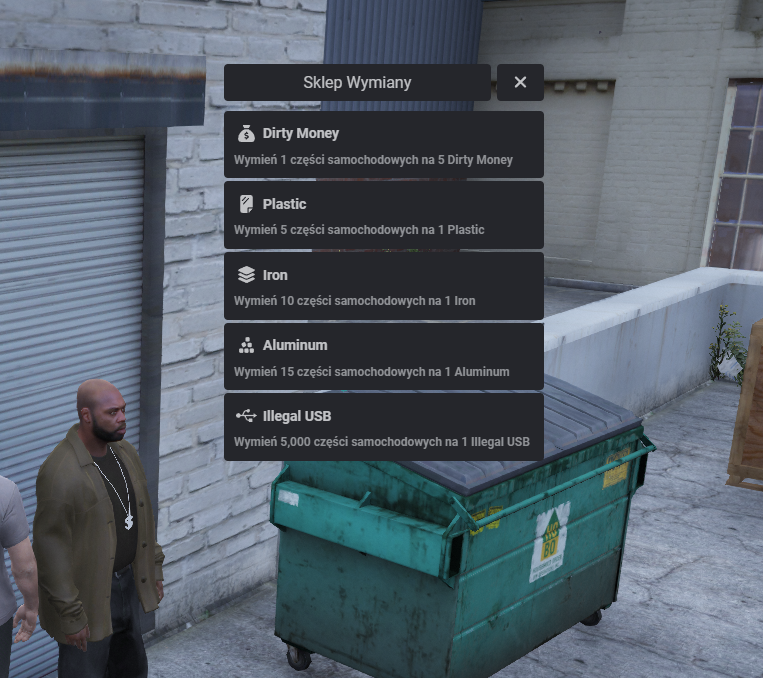 Sklep Wymiany
Dirty Money
Wymień 1 części samochodowych na 5 Dirty Money
Plastic
Wymień 5 części samochodowych na 1 Plastic
Iron
Wymień 10 części samochodowych na 1 Iron
Aluminum
Wymień 15 części samochodowych na 1 Aluminum
Illegal USB
Wymień 5,000 części samochodowych na 1 Illegal USB